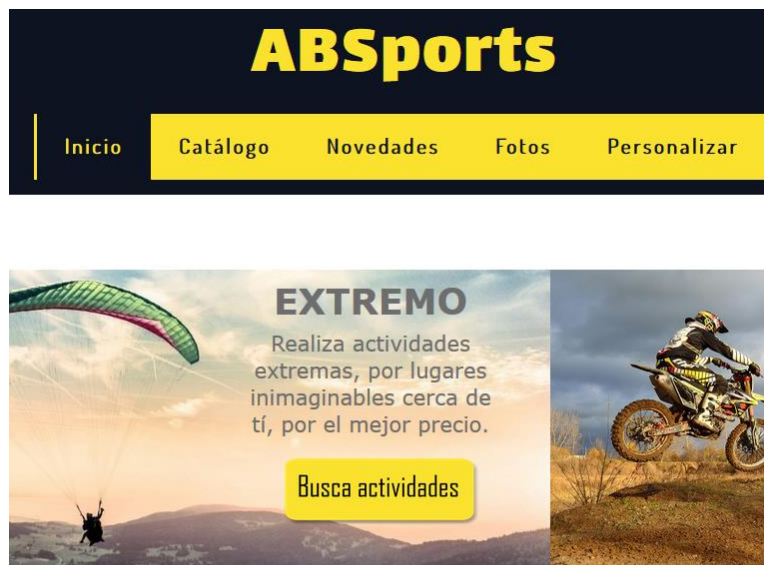 ABSports
Inicio Catálogo Novedades Fotos Personalizar
EXTREMO
Realiza actividades
extremas, por lugares
inimaginables cerca de
tí, por el mejor precio.
Busca actividades